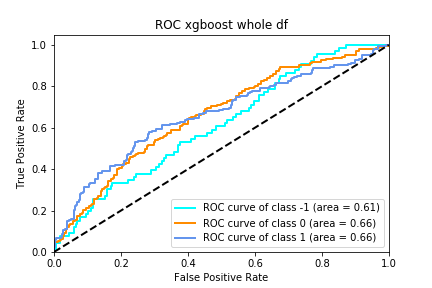 ROC xgboost whole df
1.0
0.8
0.6
0.4
0.2
0.0
True Positive Rate
ROC curve of class -1 (area = 0.61)
ROC curve of class 0 (area = 0.66)
ROC curve of class 1 (area = 0.66)
0.0 0.2 0.4 0.6 0.8 1.0
False Positive Rate